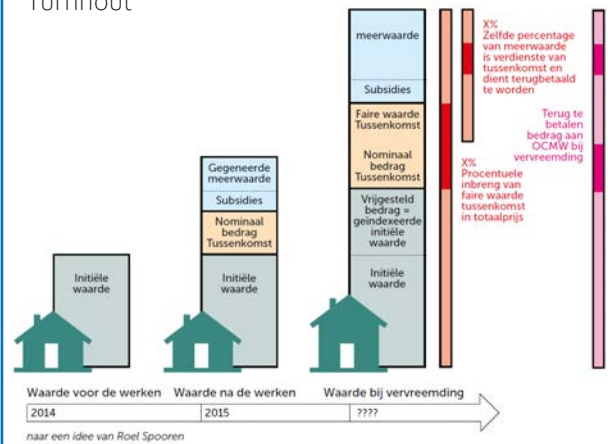 Turnhout
meerwaarde
Subsidies
Faire waarde
Tussenkomst
Nominaal
bedrag
Tussenkomst
Vrijgesteld
bedrag =
geïndexeerde
initiële
waarde
Initiële
waarde
Gegeneerde
meerwaarde
Subsidies
Nominaal
bedrag
Tussenkomst
Initiële
waarde
Initiële
waarde
X%
Zelfde percentage
van meerwaarde
is verdienste van
tussenkomst en
dient terugbetaald
te worden
X%
Procentuele
inbreng van
faire waarde
tussenkomst
in totaalprijs
Terug te
betalen
bedrag aan
OCMW bij
vervreemding
Waarde voor de werken
Waarde na de werken
Waarde bij vervreemding
2014
2015
????
naar een idee van Roel Spooren